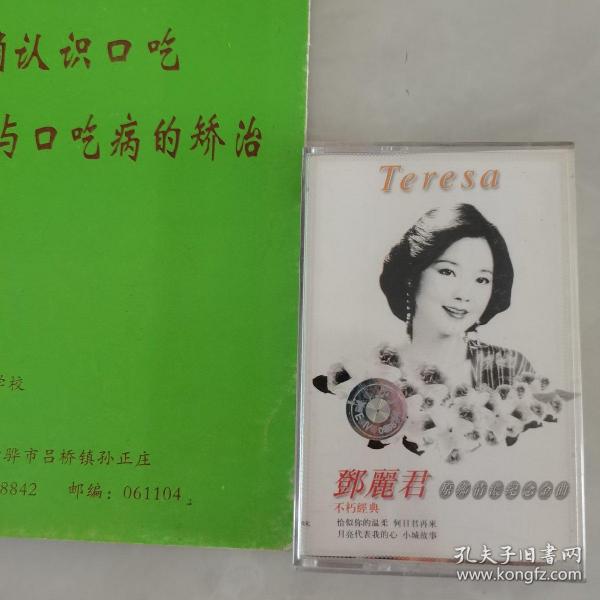 认识口吃
与口吃病的矫治
学校
骅市吕桥镇孙正庄
8842 邮编：061104
Teresa
鄧麗君
不朽經典
恰似你的温柔 何日君再來
月亮代表我的心 小城故事
孔夫子旧书网
www.kongfz.com